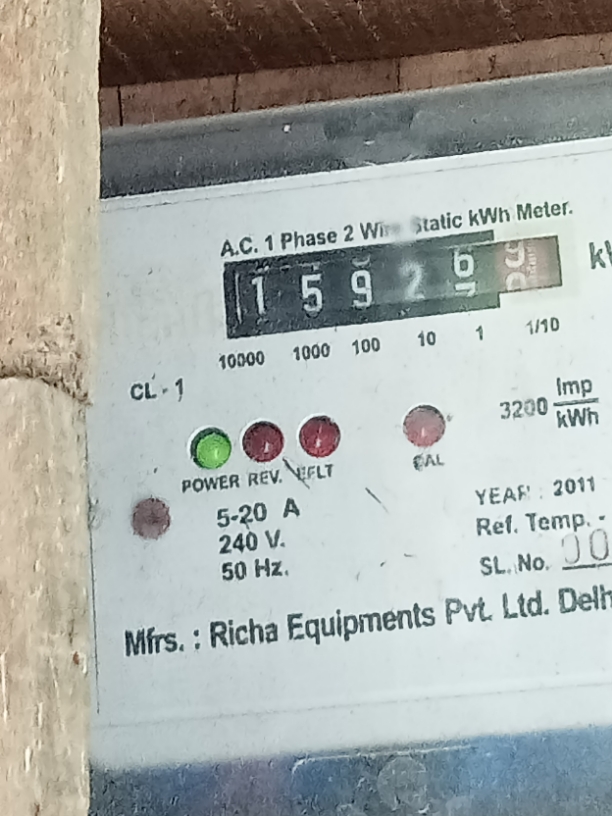 A.C. 1 Phase 2 Wire Static kWh Meter.
1 5 9 2 6
10000 1000 100 10 1 1/10
CL - 1
3200 Imp
kWh
POWER REV. EFLT
CAL
5-20 A
240 V.
50 Hz.
YEAR : 2011
Ref. Temp. -
SL. No.
Mfrs. : Richa Equipments Pvt. Ltd.